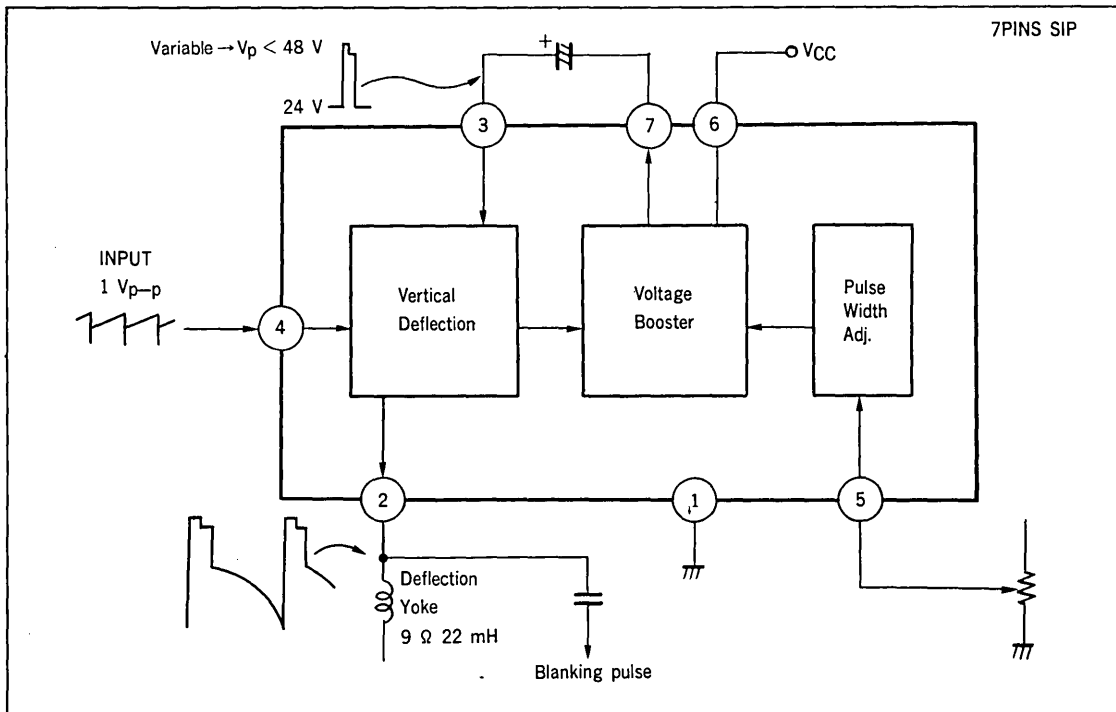 7PINS SIP
Variable → Vp < 48 V
24 V
+
VCC
3
7
6
INPUT
1 Vp–p
4
Vertical
Deflection
Voltage
Booster
Pulse
Width
Adj.
2
1
5
Deflection
Yoke
9 Ω 22 mH
Blanking pulse